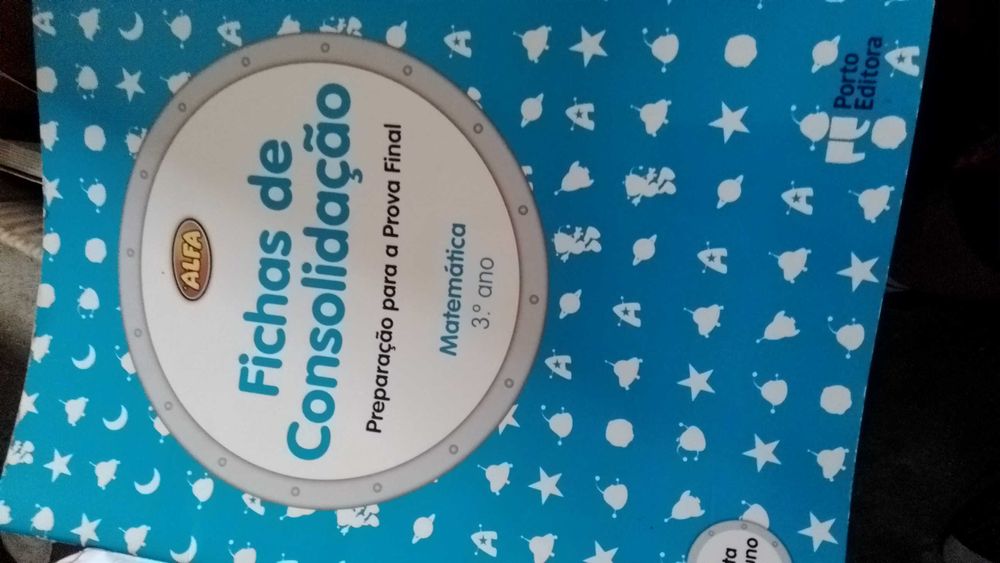 ALFA
Fichas de
Consolidação
Preparação para a Prova Final
Matemática
3.º ano
Porto
Editora